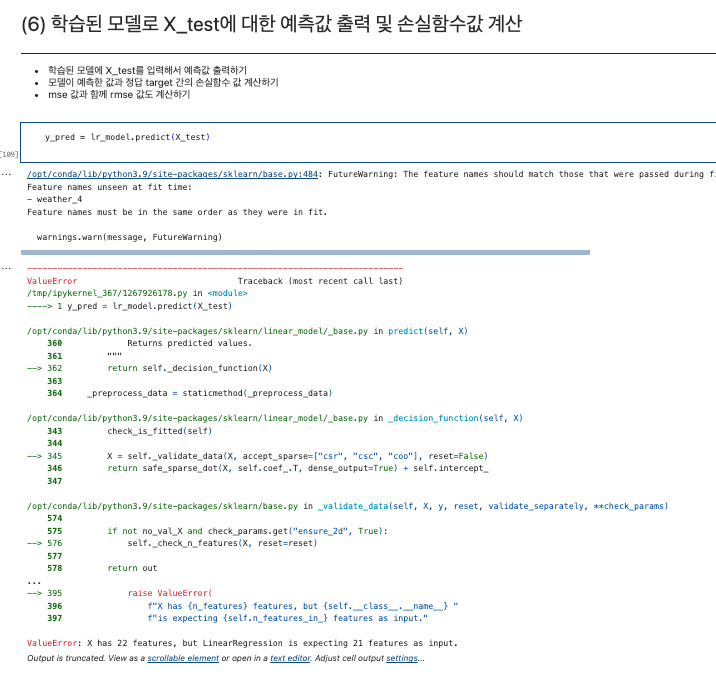 (6) 학습된 모델로 X_test에 대한 예측값 출력 및 손실함수값 계산
• 학습된 모델에 X_test를 입력해서 예측값 출력하기
• 모델이 예측한 값과 정답 target 간의 손실함수 값 계산하기
• mse 값과 함께 rmse 값도 계산하기
y_pred = lr_model.predict(X_test)
[109]
... /opt/conda/lib/python3.9/site-packages/sklearn/base.py:484: FutureWarning: The feature names should match those that were passed during fi
Feature names unseen at fit time:
- weather_4
Feature names must be in the same order as they were in fit.
warnings.warn(message, FutureWarning)
... ---------------------------------------------------------------------------
ValueError                                Traceback (most recent call last)
/tmp/ipykernel_367/1267926178.py in <module>
----> 1 y_pred = lr_model.predict(X_test)
/opt/conda/lib/python3.9/site-packages/sklearn/linear_model/_base.py in predict(self, X)
    360             Returns predicted values.
    361         """
--> 362         return self._decision_function(X)
    363
    364     _preprocess_data = staticmethod(_preprocess_data)
/opt/conda/lib/python3.9/site-packages/sklearn/linear_model/_base.py in _decision_function(self, X)
    343         check_is_fitted(self)
    344
--> 345         X = self._validate_data(X, accept_sparse=["csr", "csc", "coo"], reset=False)
    346         return safe_sparse_dot(X, self.coef_.T, dense_output=True) + self.intercept_
    347
/opt/conda/lib/python3.9/site-packages/sklearn/base.py in _validate_data(self, X, y, reset, validate_separately, **check_params)
    574
    575         if not no_val_X and check_params.get("ensure_2d", True):
--> 576             self._check_n_features(X, reset=reset)
    577
    578         return out
...
--> 395             raise ValueError(
    396                 f"X has {n_features} features, but {self.__class__.__name__} "
    397                 f"is expecting {self.n_features_in_} features as input."
ValueError: X has 22 features, but LinearRegression is expecting 21 features as input.
Output is truncated. View as a scrollable element or open in a text editor. Adjust cell output settings...